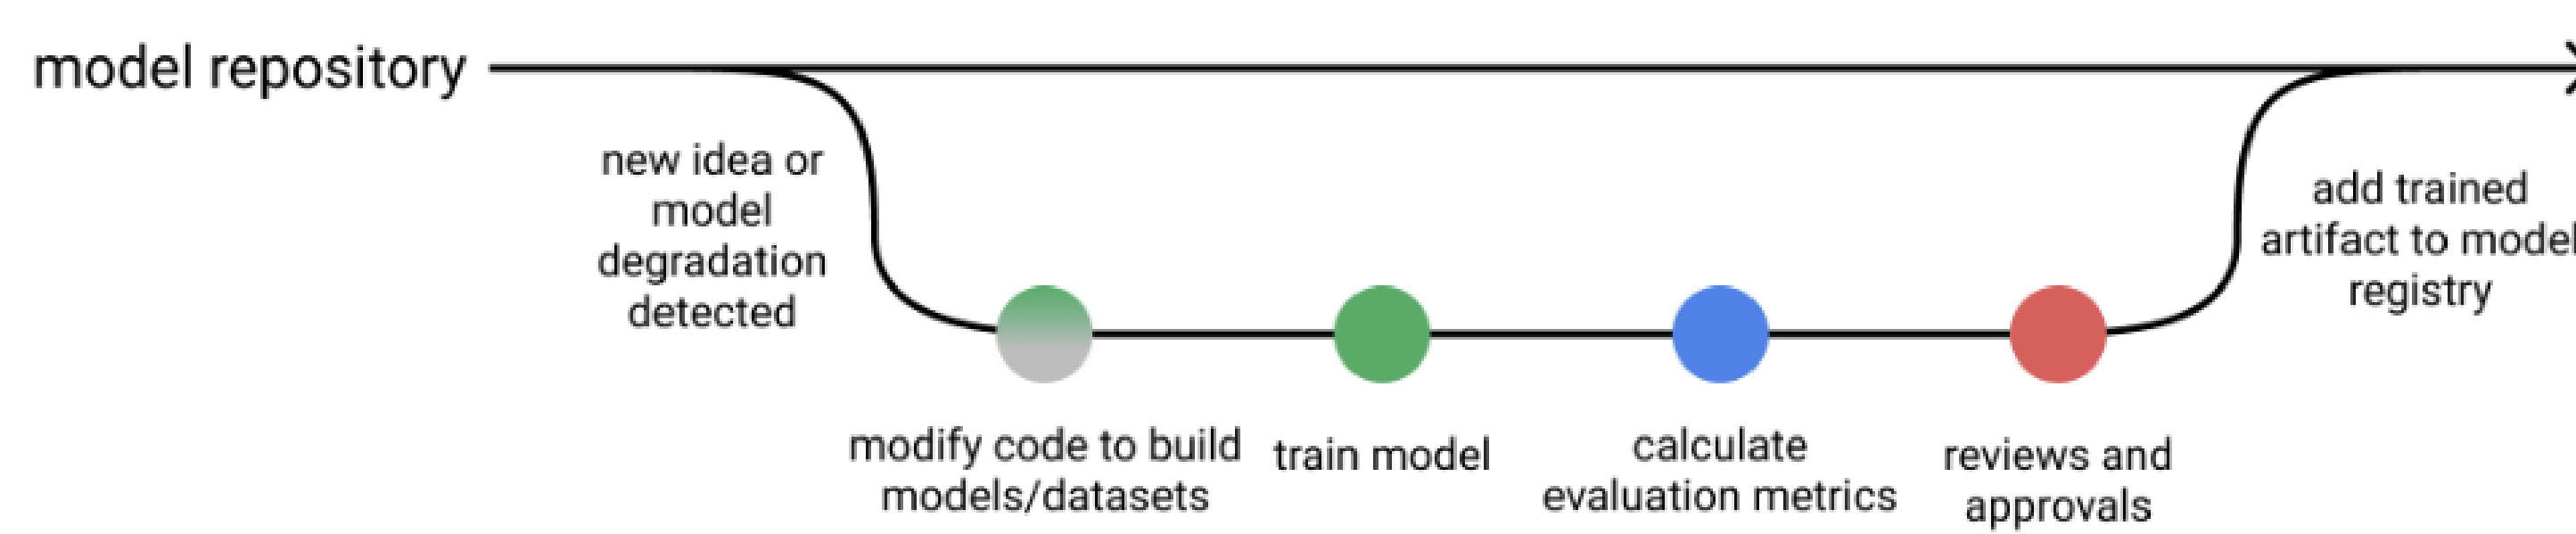 model repository
new idea or
model
degradation
detected
add trained
artifact to model
registry
modify code to build
models/datasets
train model
calculate
evaluation metrics
reviews and
approvals